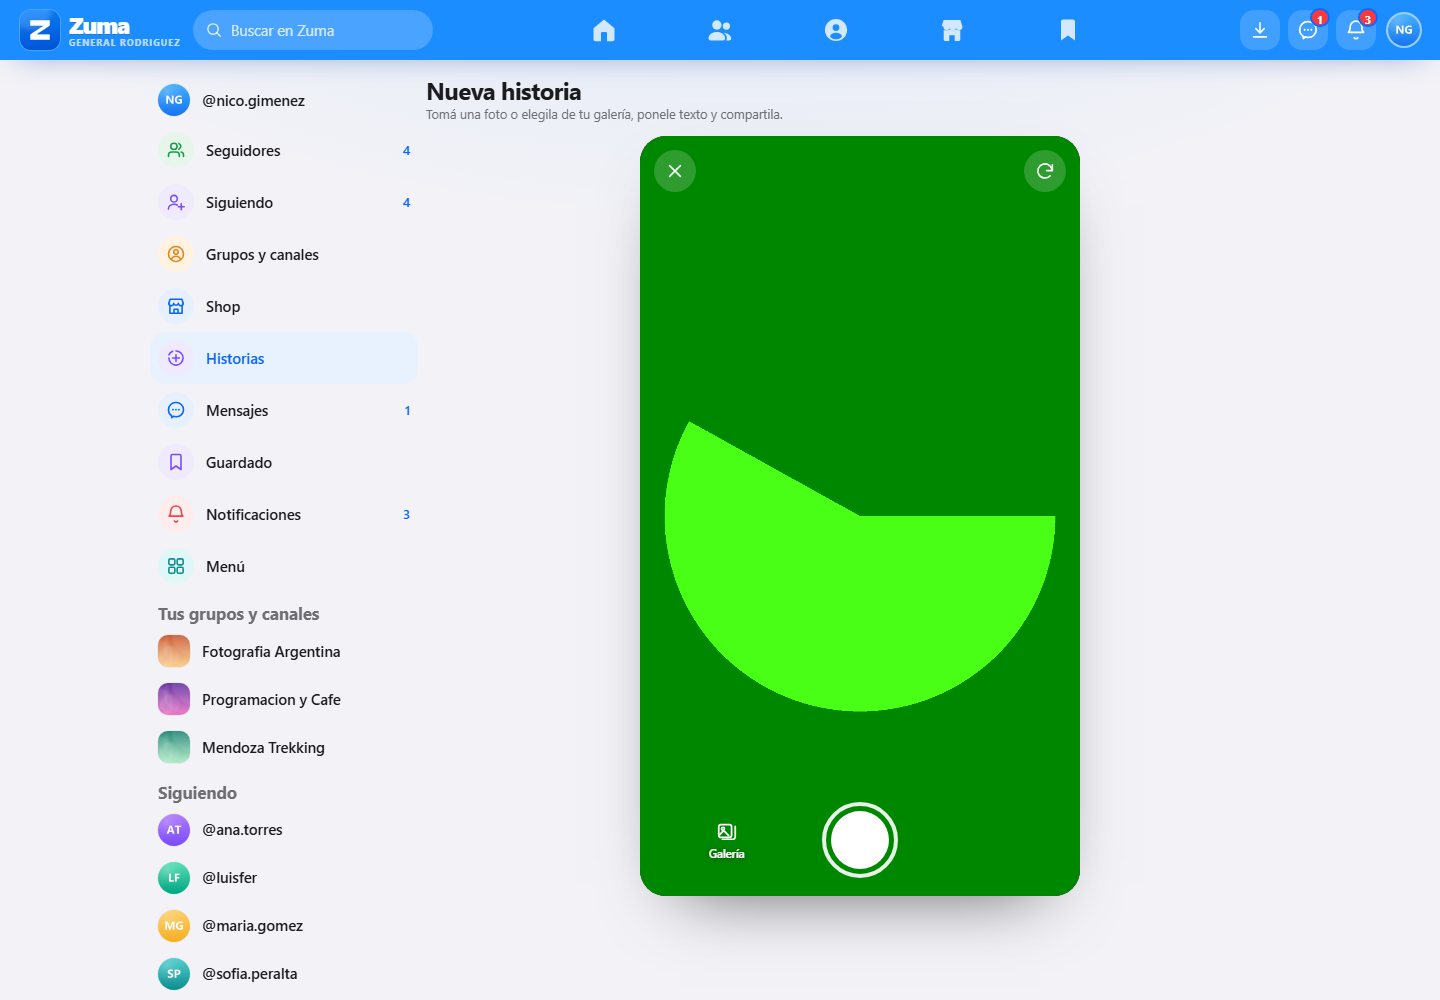 Zuma
GENERAL RODRIGUEZ
Buscar en Zuma
1
3
NG
NG
@nico.gimenez
Seguidores 4
Siguiendo 4
Grupos y canales
Shop
Historias
Mensajes 1
Guardado
Notificaciones 3
Menú
Tus grupos y canales
Fotografia Argentina
Programacion y Cafe
Mendoza Trekking
Siguiendo
AT @ana.torres
LF @luisfer
MG @maria.gomez
SP @sofia.peralta
Nueva historia
Tomá una foto o elegila de tu galería, ponele texto y compartila.
Galería